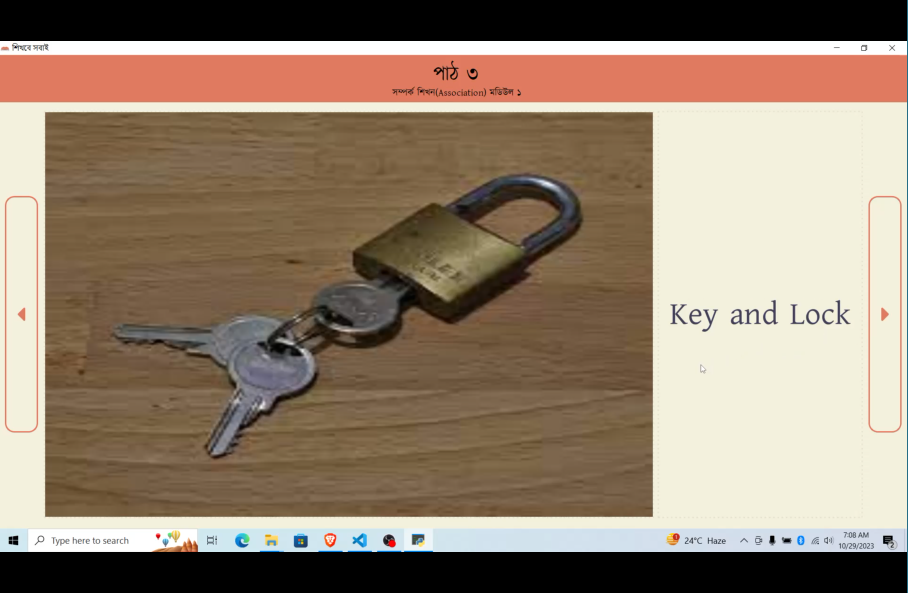 শিখবে সবাই
পাঠ ৩
সম্পর্ক শিখন(Association) মডিউল ১
Key and Lock
Type here to search
24°C Haze
7:08 AM
10/29/2023
2